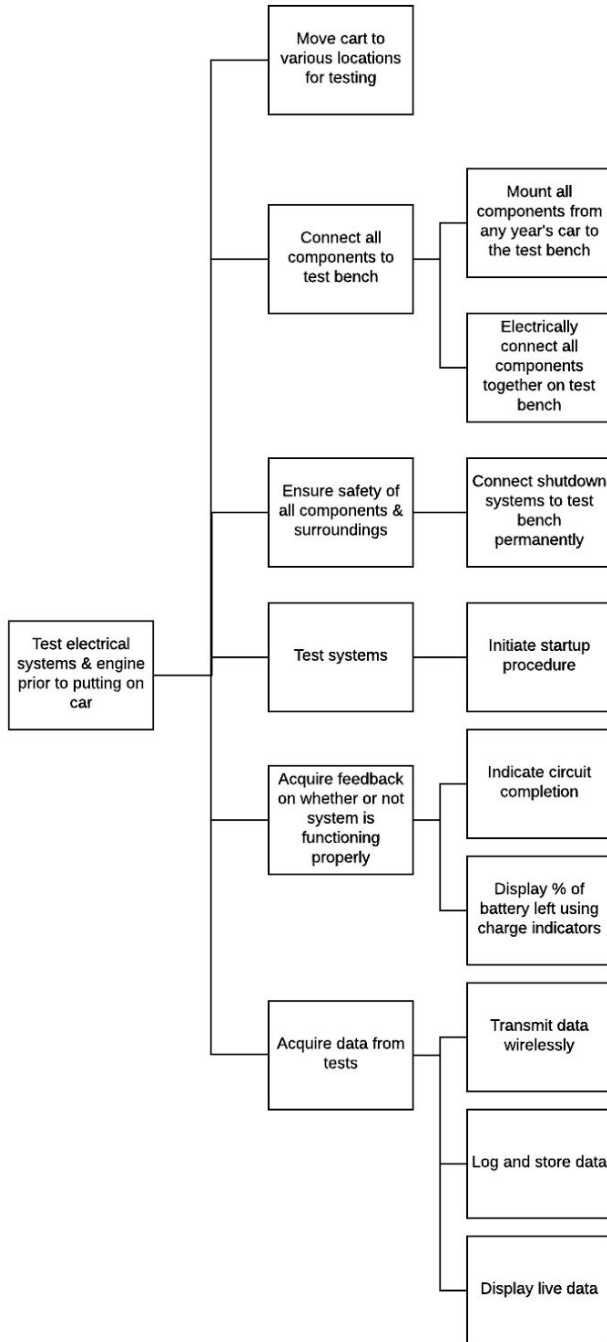 Move cart to
various locations
for testing
Connect all
components to
test bench
Mount all
components from
any year's car to
the test bench
Electrically
connect all
components
together on test
bench
Ensure safety of
all components &
surroundings
Connect shutdown
systems to test
bench
permanently
Test electrical
systems & engine
prior to putting on
car
Test systems
Initiate startup
procedure
Acquire feedback
on whether or not
system is
functioning
properly
Indicate circuit
completion
Display % of
battery left using
charge indicators
Acquire data from
tests
Transmit data
wirelessly
Log and store data
Display live data